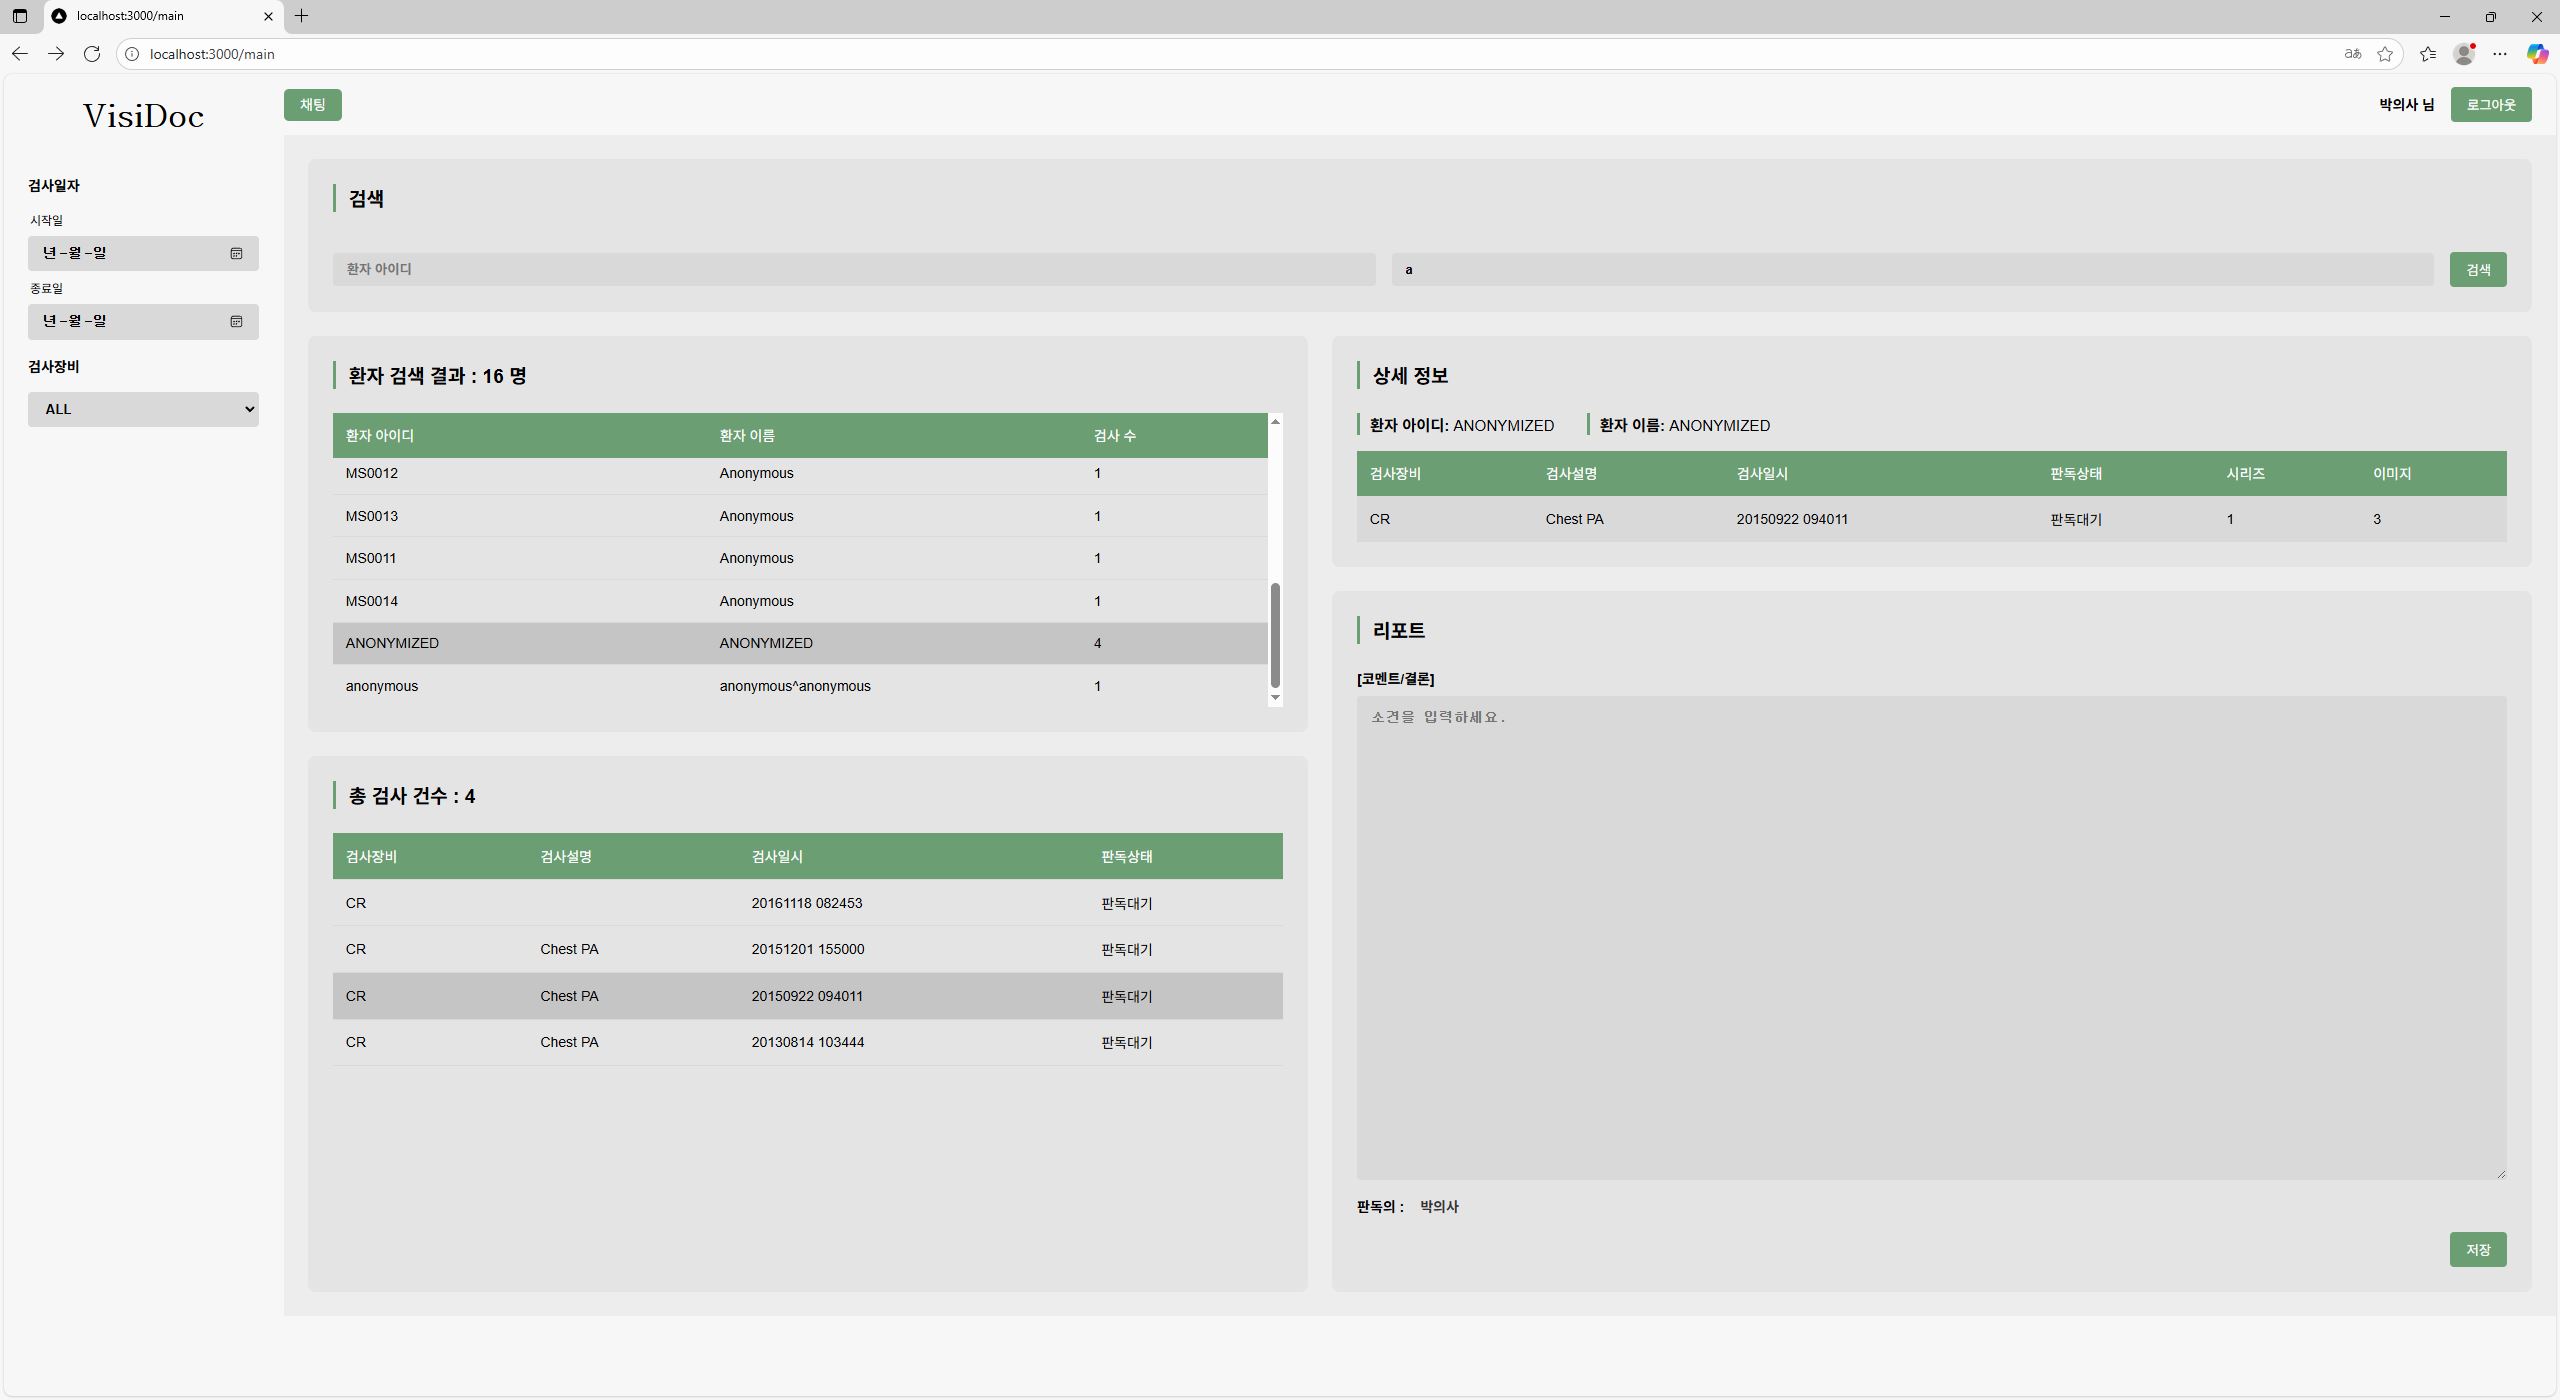 localhost:3000/main
localhost:3000/main
aあ
VisiDoc
채팅
박의사 님
로그아웃
검사일자
시작일
년-월-일
종료일
년-월-일
검사장비
ALL
검색
환자 아이디
a
검색
환자 검색 결과 : 16 명
환자 아이디 환자 이름 검사 수
MS0012 Anonymous 1
MS0013 Anonymous 1
MS0011 Anonymous 1
MS0014 Anonymous 1
ANONYMIZED ANONYMIZED 4
anonymous anonymous^anonymous 1
총 검사 건수 : 4
검사장비 검사설명 검사일시 판독상태
CR 20161118 082453 판독대기
CR Chest PA 20151201 155000 판독대기
CR Chest PA 20150922 094011 판독대기
CR Chest PA 20130814 103444 판독대기
상세 정보
환자 아이디: ANONYMIZED 환자 이름: ANONYMIZED
검사장비 검사설명 검사일시 판독상태 시리즈 이미지
CR Chest PA 20150922 094011 판독대기 1 3
리포트
[코멘트/결론]
소견을 입력하세요.
판독의 : 박의사
저장